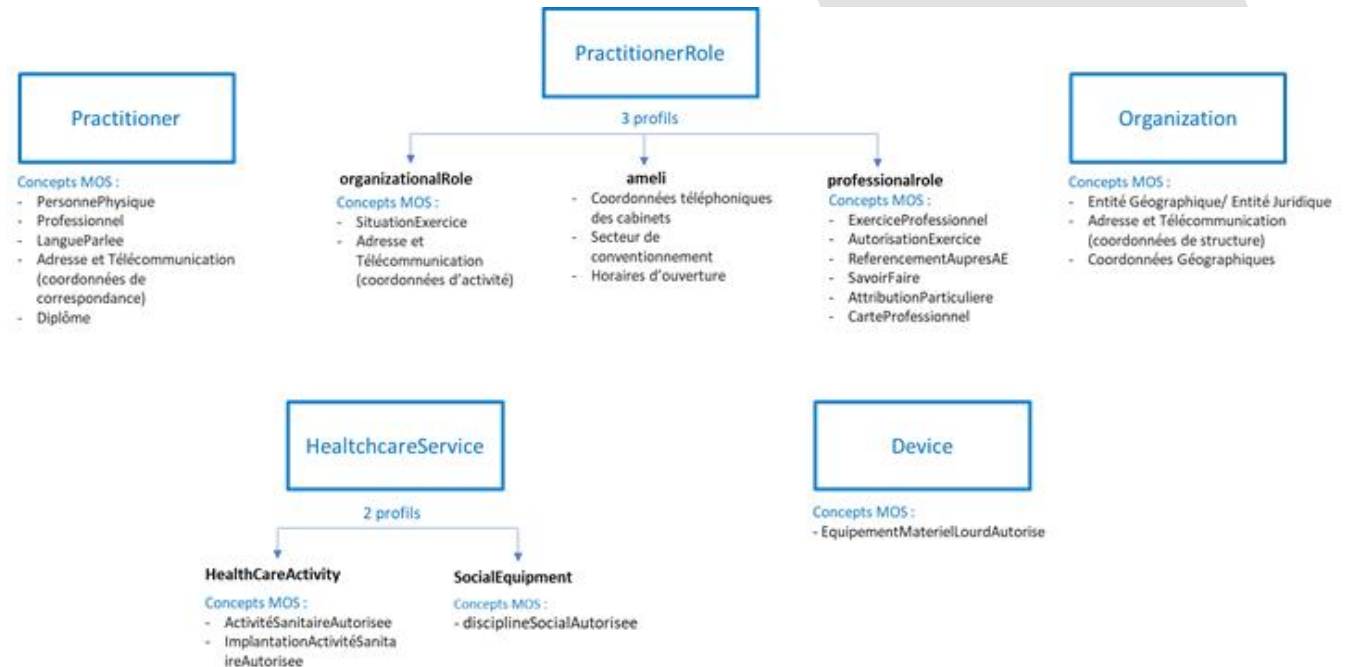 PractitionerRole
Practitioner
Organization
3 profils
Concepts MOS :
- PersonnePhysique
- Professionnel
- LangueParlee
- Adresse et Télécommunication
(coordonnées de
correspondance)
- Diplôme
organizationalRole
Concepts MOS :
- SituationExercice
- Adresse et
Télécommunication
(coordonnées d'activité)
ameli
- Coordonnées téléphoniques
des cabinets
- Secteur de
conventionnement
- Horaires d'ouverture
professionalrole
Concepts MOS :
- ExerciceProfessionnel
- AutorisationExercice
- ReferencementAupresAE
- SavoirFaire
- AttributionParticuliere
- CarteProfessionnel
Concepts MOS :
- Entité Géographique/ Entité Juridique
- Adresse et Télécommunication
(coordonnées de structure)
- Coordonnées Géographiques
HealtchcareService
2 profils
HealthCareActivity
Concepts MOS :
- ActivitéSanitaireAutorisee
- ImplantationActivitéSanita
ireAutorisee
SocialEquipment
Concepts MOS :
- disciplineSocialAutorisee
Device
Concepts MOS :
- EquipementMaterielLourdAutorise